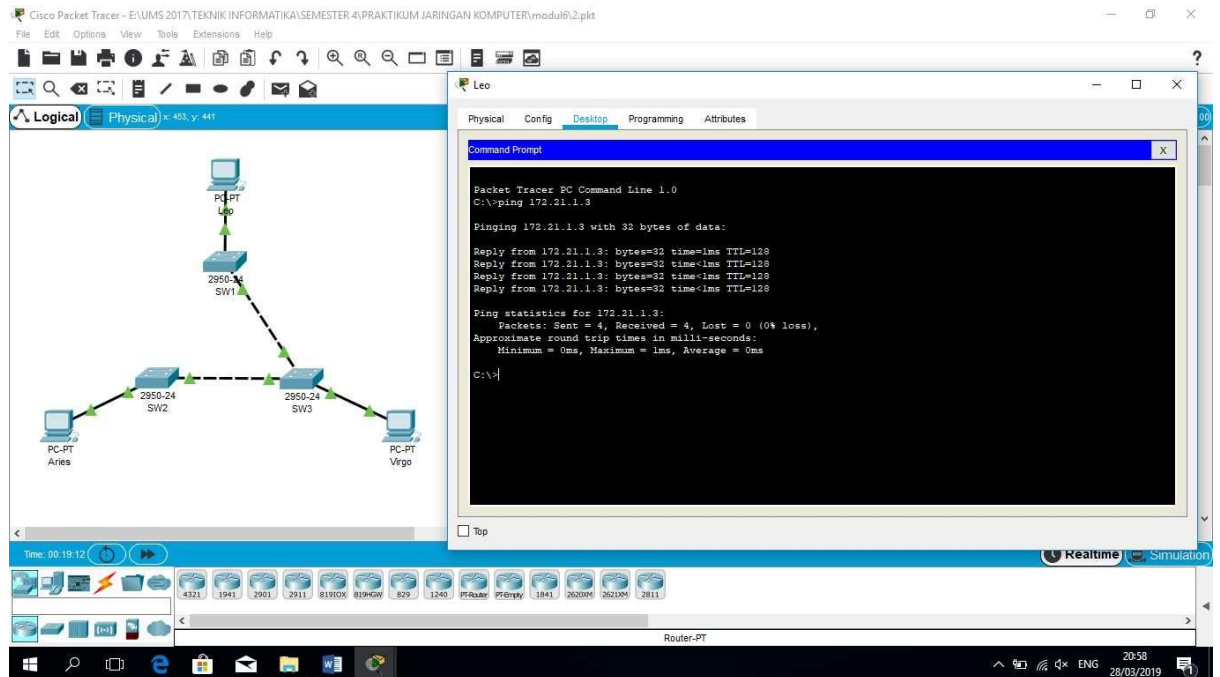 Cisco Packet Tracer - E:\UMS 2017\TEKNIK INFORMATIKA\SEMESTER 4\PRAKTIKUM JARINGAN KOMPUTER\modul6\2.pkt
File Edit Options View Tools Extensions Help
?
Logical Physical x: 453, y: 441
PC-PT
Leo
2950-24
SW1
2950-24
SW2
2950-24
SW3
PC-PT
Aries
PC-PT
Virgo
Leo
Physical Config Desktop Programming Attributes
Command Prompt X
Packet Tracer PC Command Line 1.0
C:\>ping 172.21.1.3
Pinging 172.21.1.3 with 32 bytes of data:
Reply from 172.21.1.3: bytes=32 time=1ms TTL=128
Reply from 172.21.1.3: bytes=32 time<1ms TTL=128
Reply from 172.21.1.3: bytes=32 time<1ms TTL=128
Reply from 172.21.1.3: bytes=32 time<1ms TTL=128
Ping statistics for 172.21.1.3:
Packets: Sent = 4, Received = 4, Lost = 0 (0% loss),
Approximate round trip times in milli-seconds:
Minimum = 0ms, Maximum = 1ms, Average = 0ms
C:\>
Top
Time: 00:19:12 Realtime Simulation
4321 1941 2901 2911 819IOX 819HGW 829 1240 PT-Router PT-Empty 1841 2620XM 2621XM 2811
Router-PT
ENG 20:58
28/03/2019